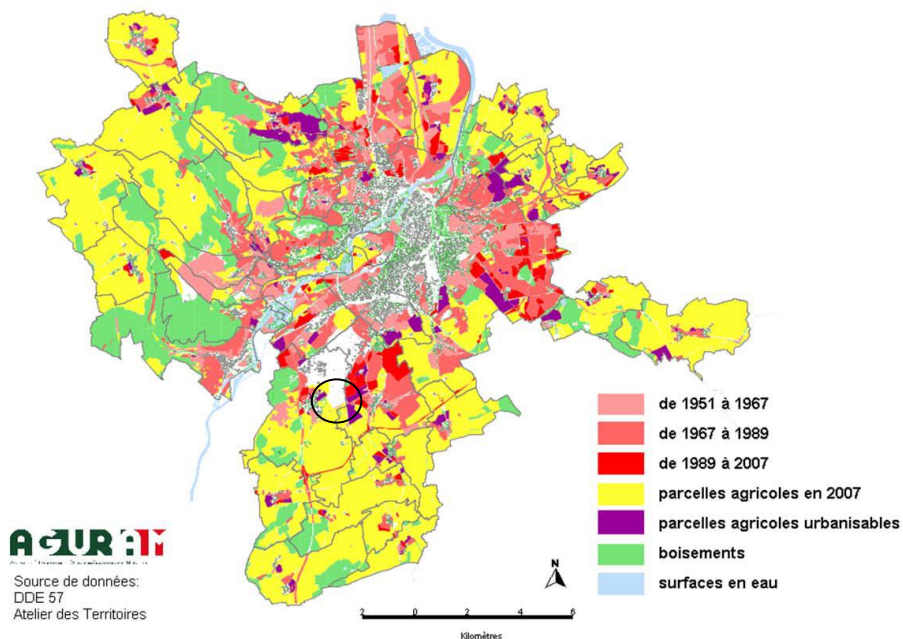 de 1951 à 1967
de 1967 à 1989
de 1989 à 2007
parcelles agricoles en 2007
parcelles agricoles urbanisables
boisements
surfaces en eau
AGURAM
Source de données:
DDE 57
Atelier des Territoires
N
2 0 2 4 6
Kilomètres